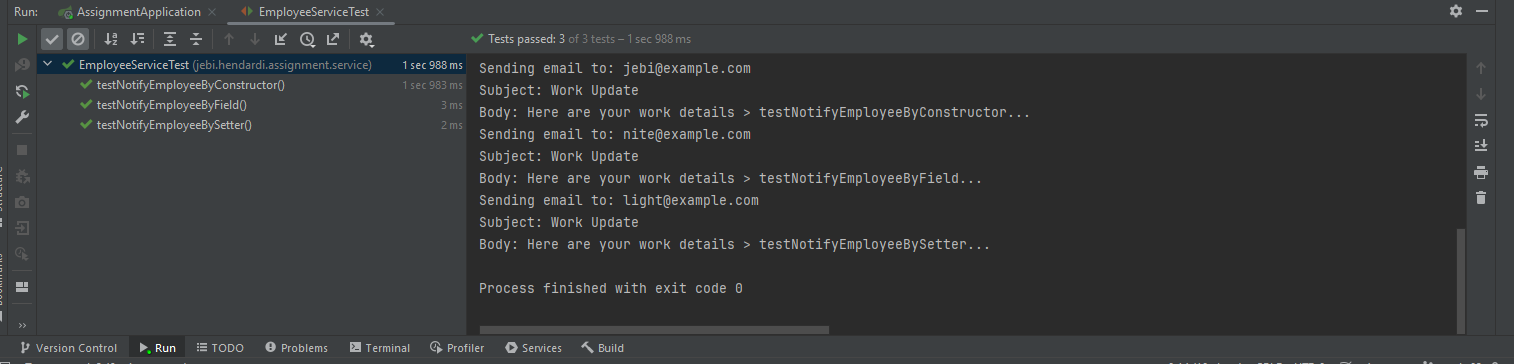 Run: AssignmentApplication × EmployeeServiceTest ×
Tests passed: 3 of 3 tests – 1 sec 988 ms
EmployeeServiceTest (jebi.hendardi.assignment.service) 1 sec 988 ms
testNotifyEmployeeByConstructor() 1 sec 983 ms
testNotifyEmployeeByField() 3 ms
testNotifyEmployeeBySetter() 2 ms
Sending email to: jebi@example.com
Subject: Work Update
Body: Here are your work details > testNotifyEmployeeByConstructor...
Sending email to: nite@example.com
Subject: Work Update
Body: Here are your work details > testNotifyEmployeeByField...
Sending email to: light@example.com
Subject: Work Update
Body: Here are your work details > testNotifyEmployeeBySetter...
Process finished with exit code 0
Version Control Run TODO Problems Terminal Profiler Services Build